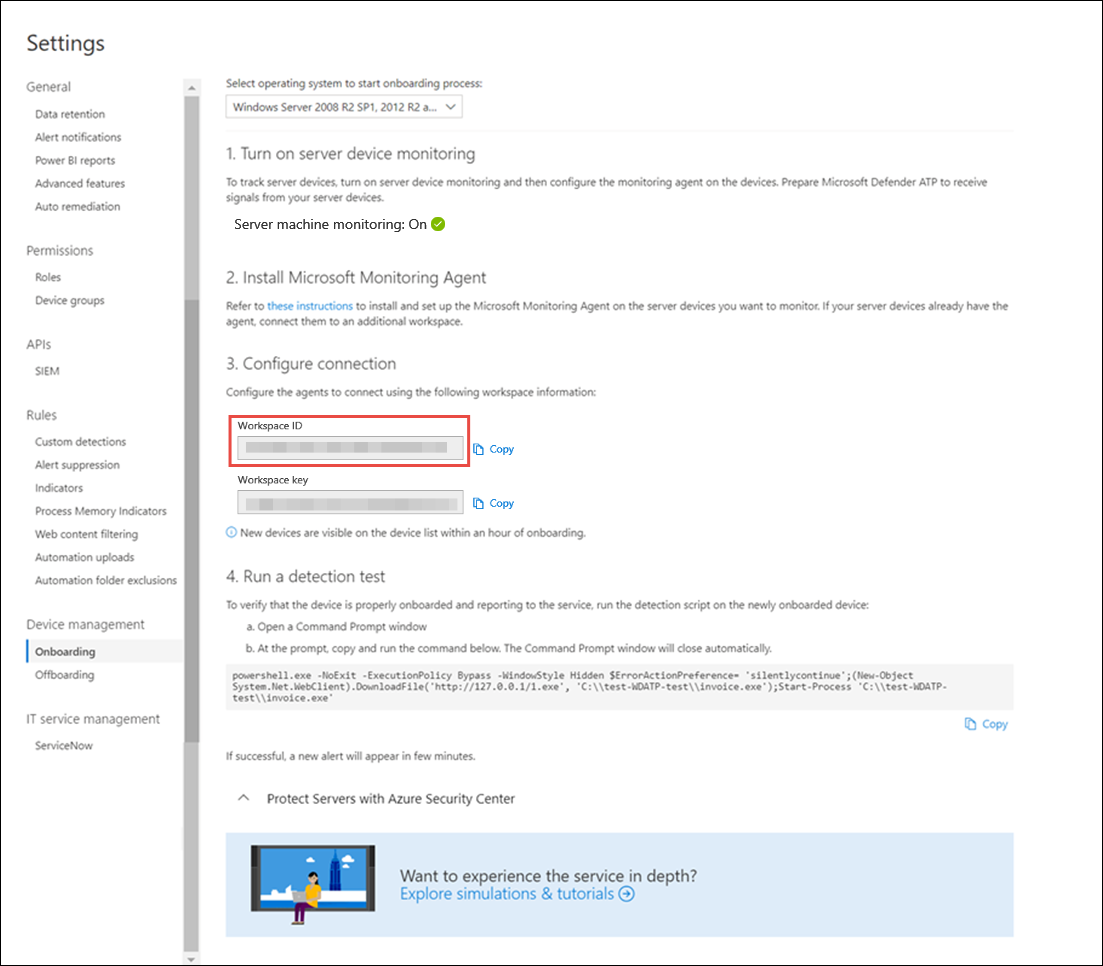 Settings
General
Data retention
Alert notifications
Power BI reports
Advanced features
Auto remediation
Permissions
Roles
Device groups
APIs
SIEM
Rules
Custom detections
Alert suppression
Indicators
Process Memory Indicators
Web content filtering
Automation uploads
Automation folder exclusions
Device management
Onboarding
Offboarding
IT service management
ServiceNow
Select operating system to start onboarding process:
Windows Server 2008 R2 SP1, 2012 R2 a...
1. Turn on server device monitoring
To track server devices, turn on server device monitoring and then configure the monitoring agent on the devices. Prepare Microsoft Defender ATP to receive
signals from your server devices.
Server machine monitoring: On
2. Install Microsoft Monitoring Agent
Refer to these instructions to install and set up the Microsoft Monitoring Agent on the server devices you want to monitor. If your server devices already have the
agent, connect them to an additional workspace.
3. Configure connection
Configure the agents to connect using the following workspace information:
Workspace ID
Copy
Workspace key
Copy
New devices are visible on the device list within an hour of onboarding.
4. Run a detection test
To verify that the device is properly onboarded and reporting to the service, run the detection script on the newly onboarded device:
a. Open a Command Prompt window
b. At the prompt, copy and run the command below. The Command Prompt window will close automatically.
powershell.exe -NoExit -ExecutionPolicy Bypass -WindowStyle Hidden $ErrorActionPreference= 'silentlycontinue';(New-Object
System.Net.WebClient).DownloadFile('http://127.0.0.1/1.exe', 'C:\\test-WDATP-test\\invoice.exe');Start-Process 'C:\\test-WDATP-
test\\invoice.exe'
Copy
If successful, a new alert will appear in few minutes.
Protect Servers with Azure Security Center
Want to experience the service in depth?
Explore simulations & tutorials